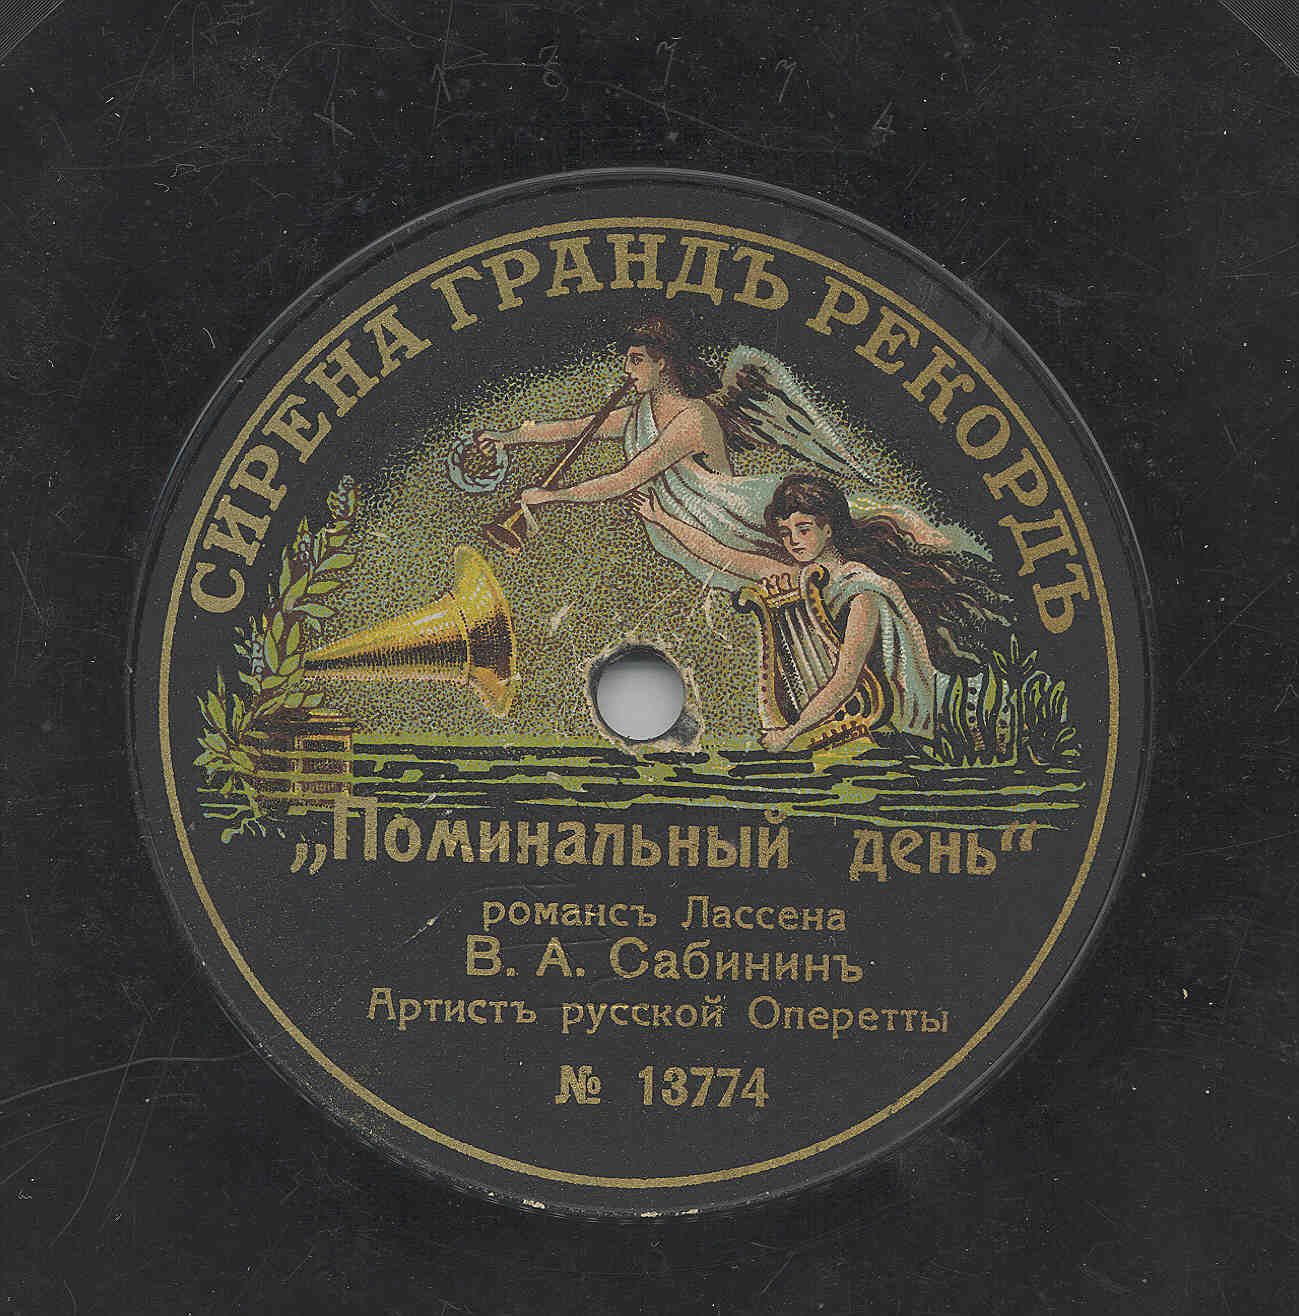 СИРЕНА ГРАНДЪ РЕКОРДЪ
„Поминальный день“
романсъ Лассена
В. А. Сабининъ
Артистъ русской Оперетты
№ 13774